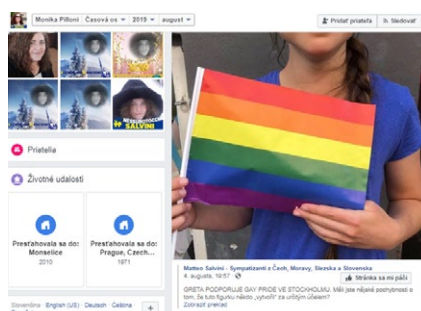 Monika Pilloni Časová os 2019 august
Pridať priateľa Sledovať
SALVINI
Priatelia
Životné udalosti
Presťahovala sa do:
Monselice
2010
Presťahovala sa do:
Prague, Czech...
1971
Slovenčina · English (US) · Deutsch · Čeština
Matteo Salvini - Sympatizanti z Čech, Moravy, Slezska a Slovenska
4. augusta, 19:57
Stránka sa mi páči
GRETA PODPORUJE GAY PRIDE VE STOCKHOLMU. Měli jste nějaké pochybnosti o
tom, že tuto figurku někdo „vytvořil" za určitým účelem?
Zobraziť preklad